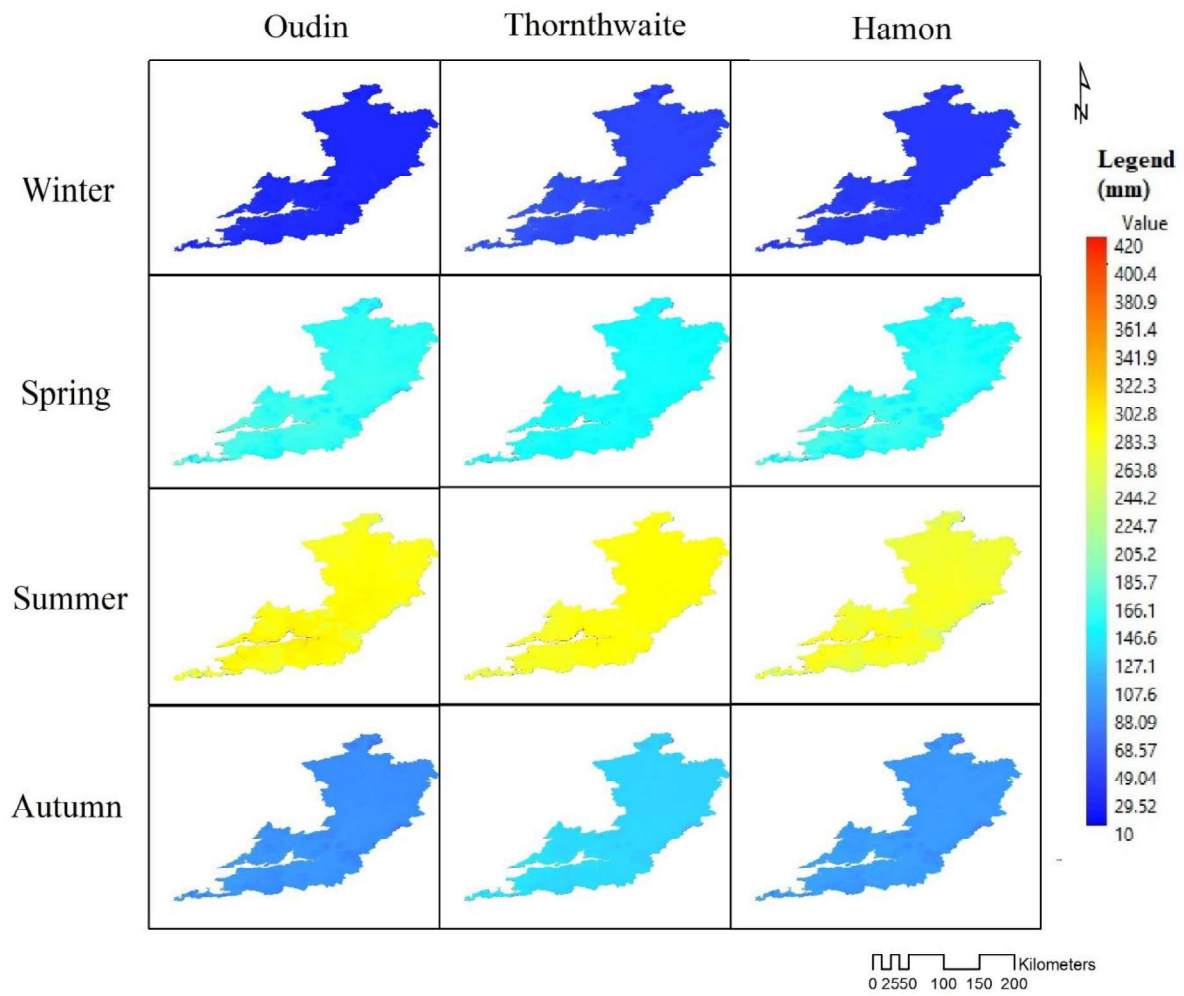 Oudin Thornthwaite Hamon
N
Winter
Spring
Summer
Autumn
Legend
(mm)
Value
420
400.4
380.9
361.4
341.9
322.3
302.8
283.3
263.8
244.2
224.7
205.2
185.7
166.1
146.6
127.1
107.6
88.09
68.57
49.04
29.52
10
Kilometers
0 2550 100 150 200